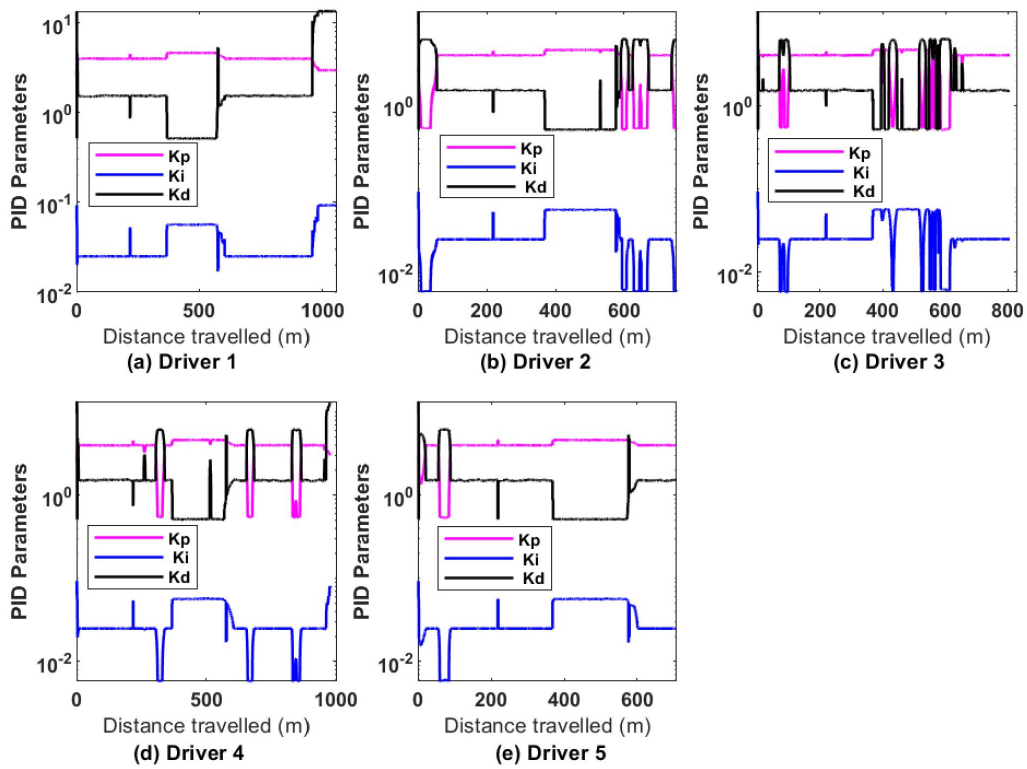 PID Parameters
10^1
10^0
10^-1
10^-2
Kp
Ki
Kd
0
500
1000
Distance travelled (m)
(a) Driver 1
PID Parameters
10^0
10^-2
Kp
Ki
Kd
0
200
400
600
Distance travelled (m)
(b) Driver 2
PID Parameters
10^0
10^-2
Kp
Ki
Kd
0
200
400
600
800
Distance travelled (m)
(c) Driver 3
PID Parameters
10^0
10^-2
Kp
Ki
Kd
0
500
1000
Distance travelled (m)
(d) Driver 4
PID Parameters
10^0
10^-2
Kp
Ki
Kd
0
200
400
600
Distance travelled (m)
(e) Driver 5